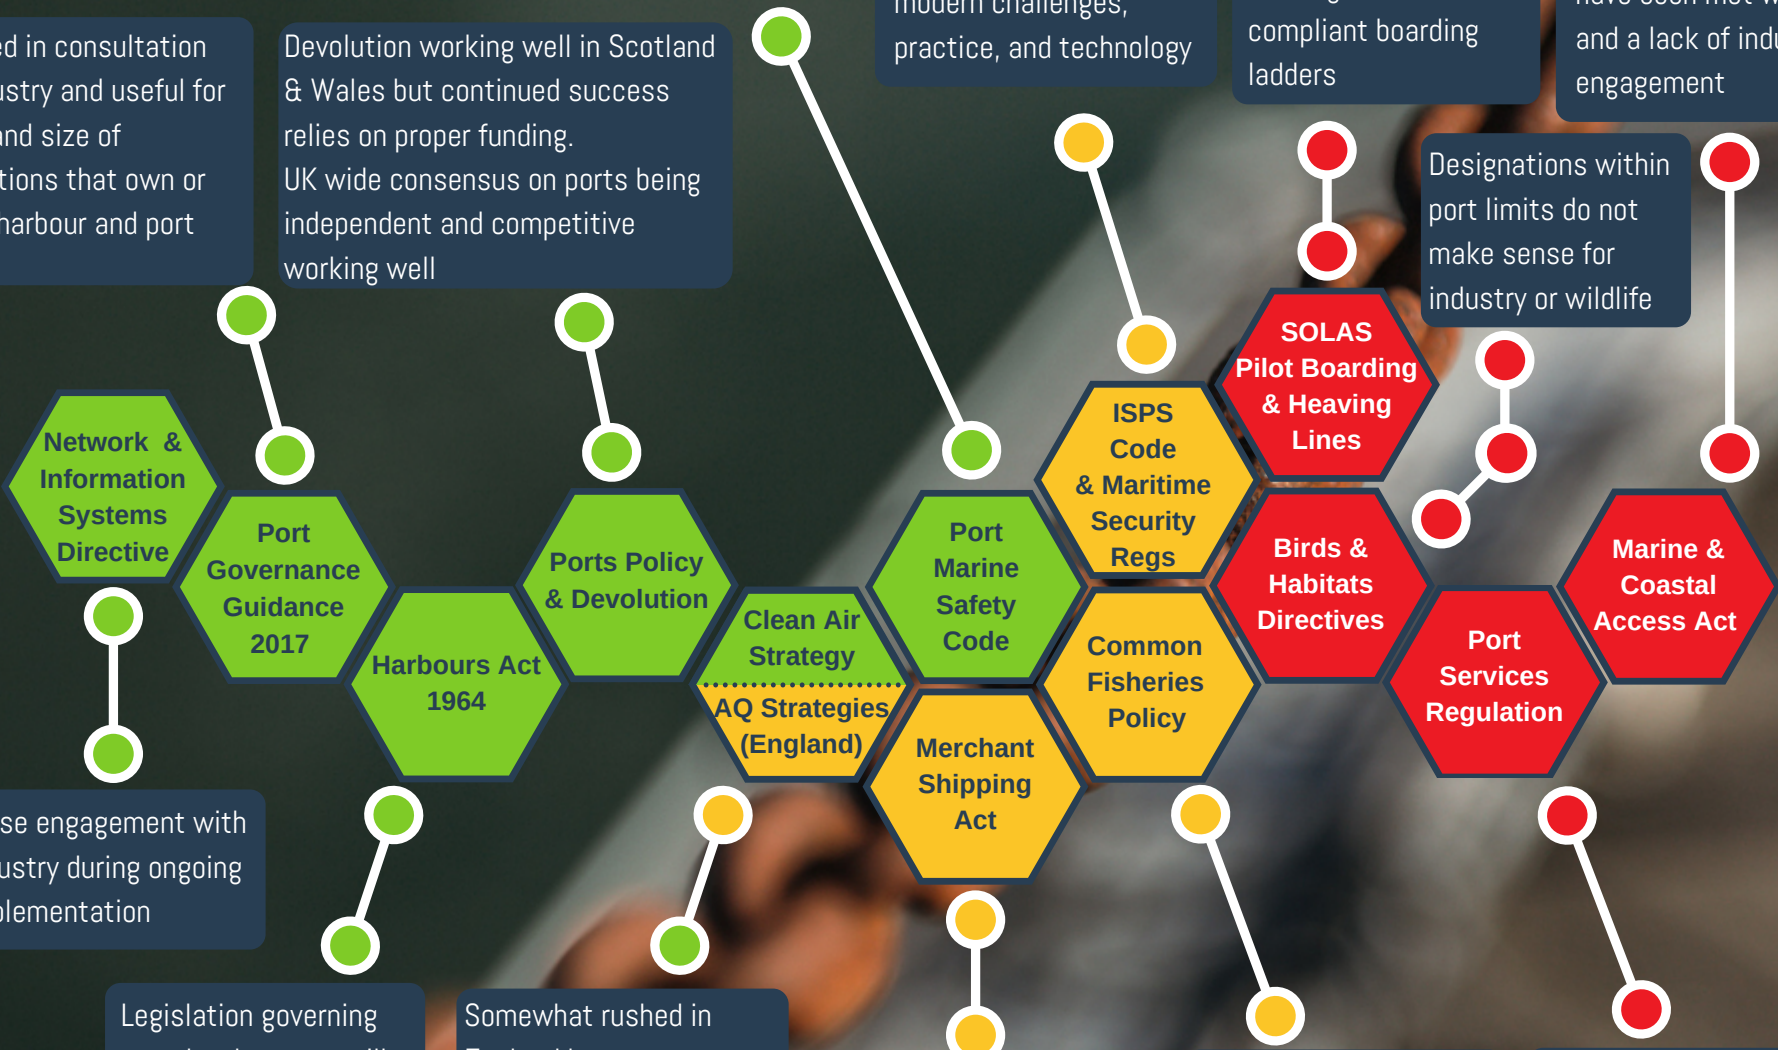 ed in consultation
ustry and useful for
and size of
tions that own or
harbour and port
Devolution working well in Scotland
& Wales but continued success
relies on proper funding.
UK wide consensus on ports being
independent and competitive
working well
modern challenges,
practice, and technology
compliant boarding
ladders
and a lack of indu
engagement
Designations within
port limits do not
make sense for
industry or wildlife
Network &
Information
Systems
Directive
Port
Governance
Guidance
2017
Harbours Act
1964
Ports Policy
& Devolution
Clean Air
Strategy
AQ Strategies
(England)
Port
Marine
Safety
Code
Merchant
Shipping
Act
ISPS
Code
& Maritime
Security
Regs
Common
Fisheries
Policy
SOLAS
Pilot Boarding
& Heaving
Lines
Birds &
Habitats
Directives
Port
Services
Regulation
Marine &
Coastal
Access Act
se engagement with
ustry during ongoing
plementation
Legislation governing
Somewhat rushed in